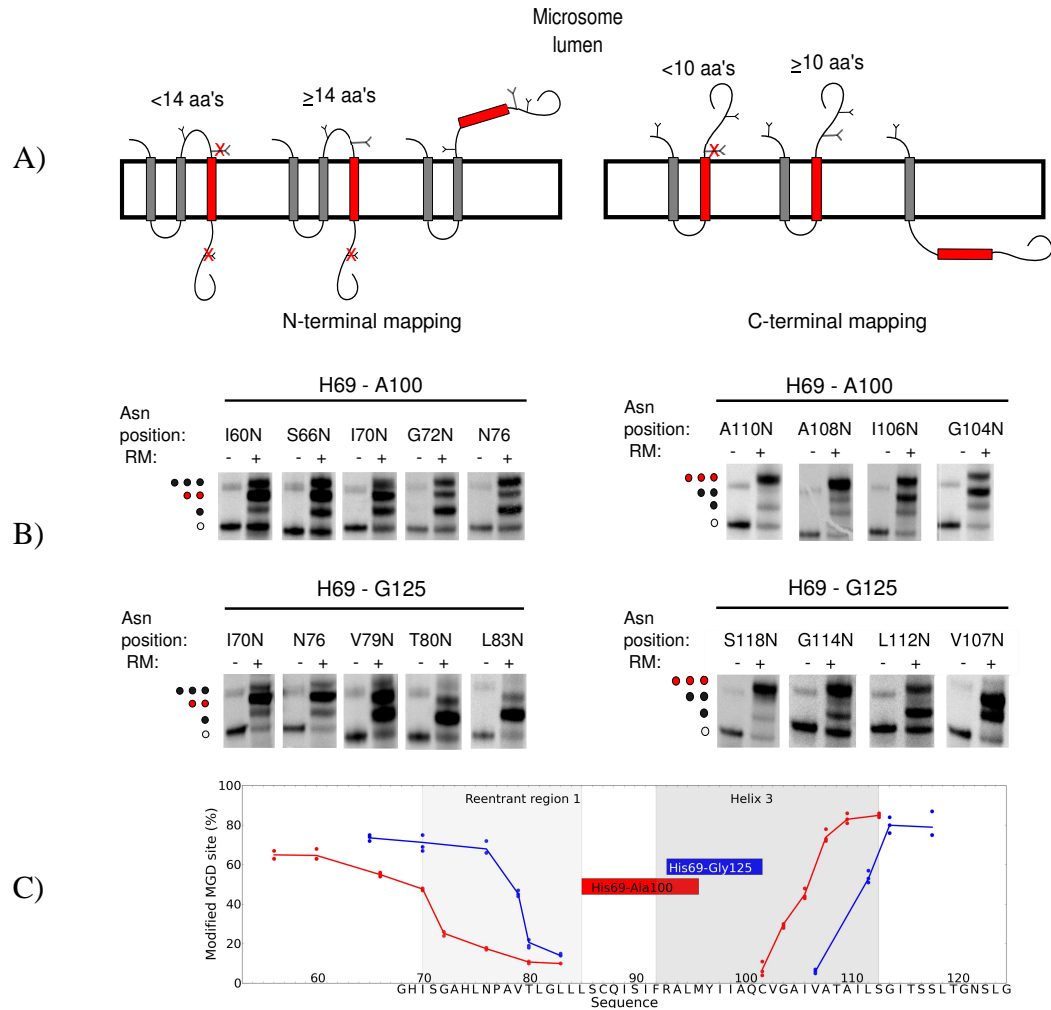 Microsome
lumen
A)
<14 aa's
≥14 aa's
<10 aa's
≥10 aa's
N-terminal mapping
C-terminal mapping
B)
H69 - A100
Asn
position: I60N S66N I70N G72N N76
RM: - + - + - + - + - +
H69 - A100
Asn
position: A110N A108N I106N G104N
RM: - + - + - + - +
H69 - G125
Asn
position: I70N N76 V79N T80N L83N
RM: - + - + - + - + - +
H69 - G125
Asn
position: S118N G114N L112N V107N
RM: - + - + - + - +
C)
Modified MGD site (%)
100
80
60
40
20
0
Reentrant region 1
Helix 3
His69-Gly125
His69-Ala100
60 70 80 90 100 110 120
GHISGAHLNPAVTLGLLLSCQISIFRALMYIIAQCVGAIVATAILSGITSSLTGNSLG
Sequence